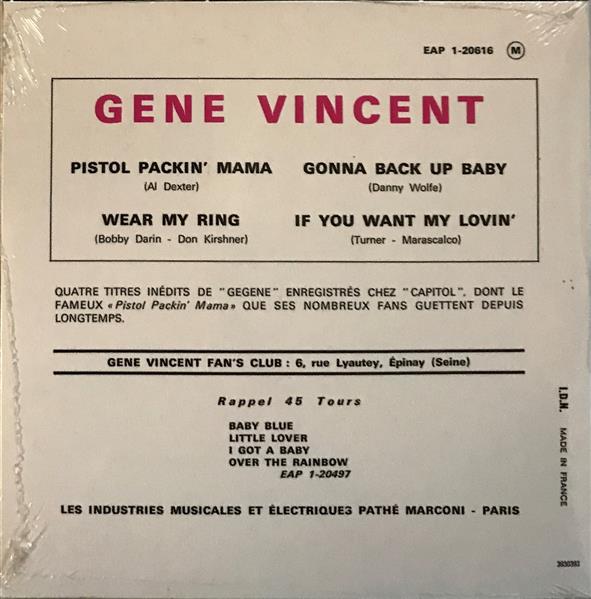 EAP 1-20616 M
GENE VINCENT
PISTOL PACKIN' MAMA
(Al Dexter)
GONNA BACK UP BABY
(Danny Wolfe)
WEAR MY RING
(Bobby Darin - Don Kirshner)
IF YOU WANT MY LOVIN'
(Turner - Marascalco)
QUATRE TITRES INÉDITS DE "GEGENE" ENREGISTRÉS CHEZ "CAPITOL", DONT LE
FAMEUX «Pistol Packin' Mama» QUE SES NOMBREUX FANS GUETTENT DEPUIS
LONGTEMPS.
GENE VINCENT FAN'S CLUB : 6, rue Lyautey, Épinay (Seine)
Rappel 45 Tours
BABY BLUE
LITTLE LOVER
I GOT A BABY
OVER THE RAINBOW
EAP 1-20497
LES INDUSTRIES MUSICALES ET ÉLECTRIQUE3 PATHÉ MARCONI - PARIS
I.D.N. MADE IN FRANCE
3930393